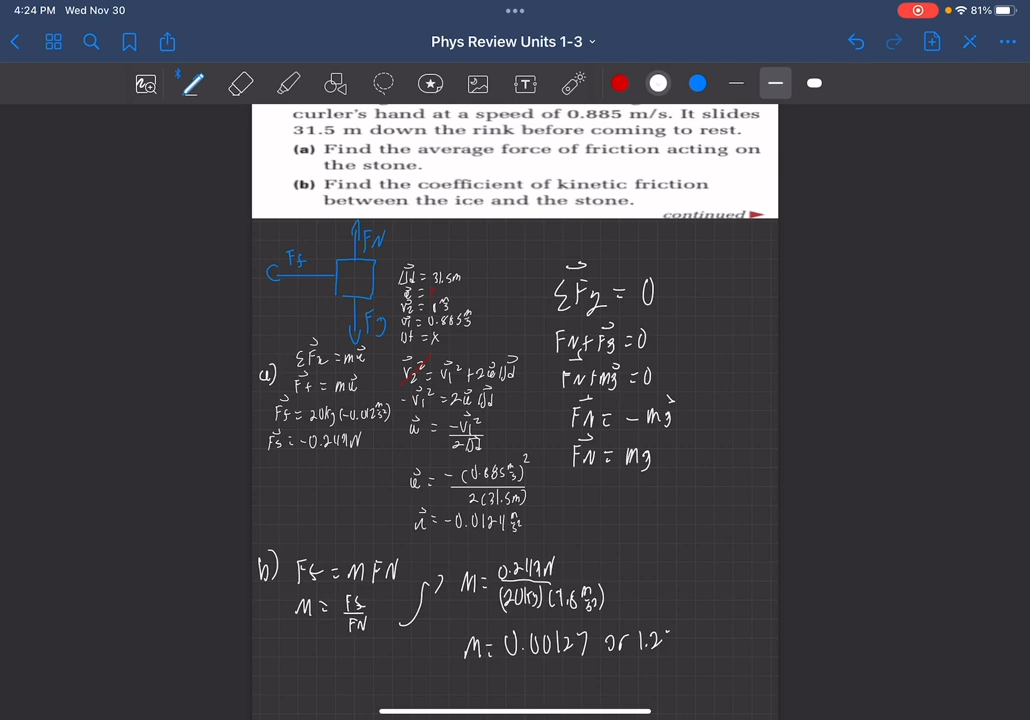 4:24 PM Wed Nov 30
81%
Phys Review Units 1-3
curler's hand at a speed of 0.885 m/s. It slides
31.5 m down the rink before coming to rest.
(a) Find the average force of friction acting on
the stone.
(b) Find the coefficient of kinetic friction
between the ice and the stone.
continued
FN
Ff
Fg
Δd = 31.5m
a =
v2 = 0 m/s
v1 = 0.885 m/s
Δt = x
a) ΣFx = ma
Ff = ma
Ff = 20kg(-0.012
Ff = -0.249N
v2² = v1² + 2aΔd
-v1² = 2aΔd
a = -v1² / 2Δd
a = -(0.885 m/s)² / 2(31.5m)
a = -0.0124 m/s²
ΣFy = 0
FN + Fg = 0
FN + mg = 0
FN = -mg
FN = mg
b) Ff = MFN
M = Ff / FN
M = 0.249N / (20kg)(9.8 m/s²)
M = 0.00127 or 1.2